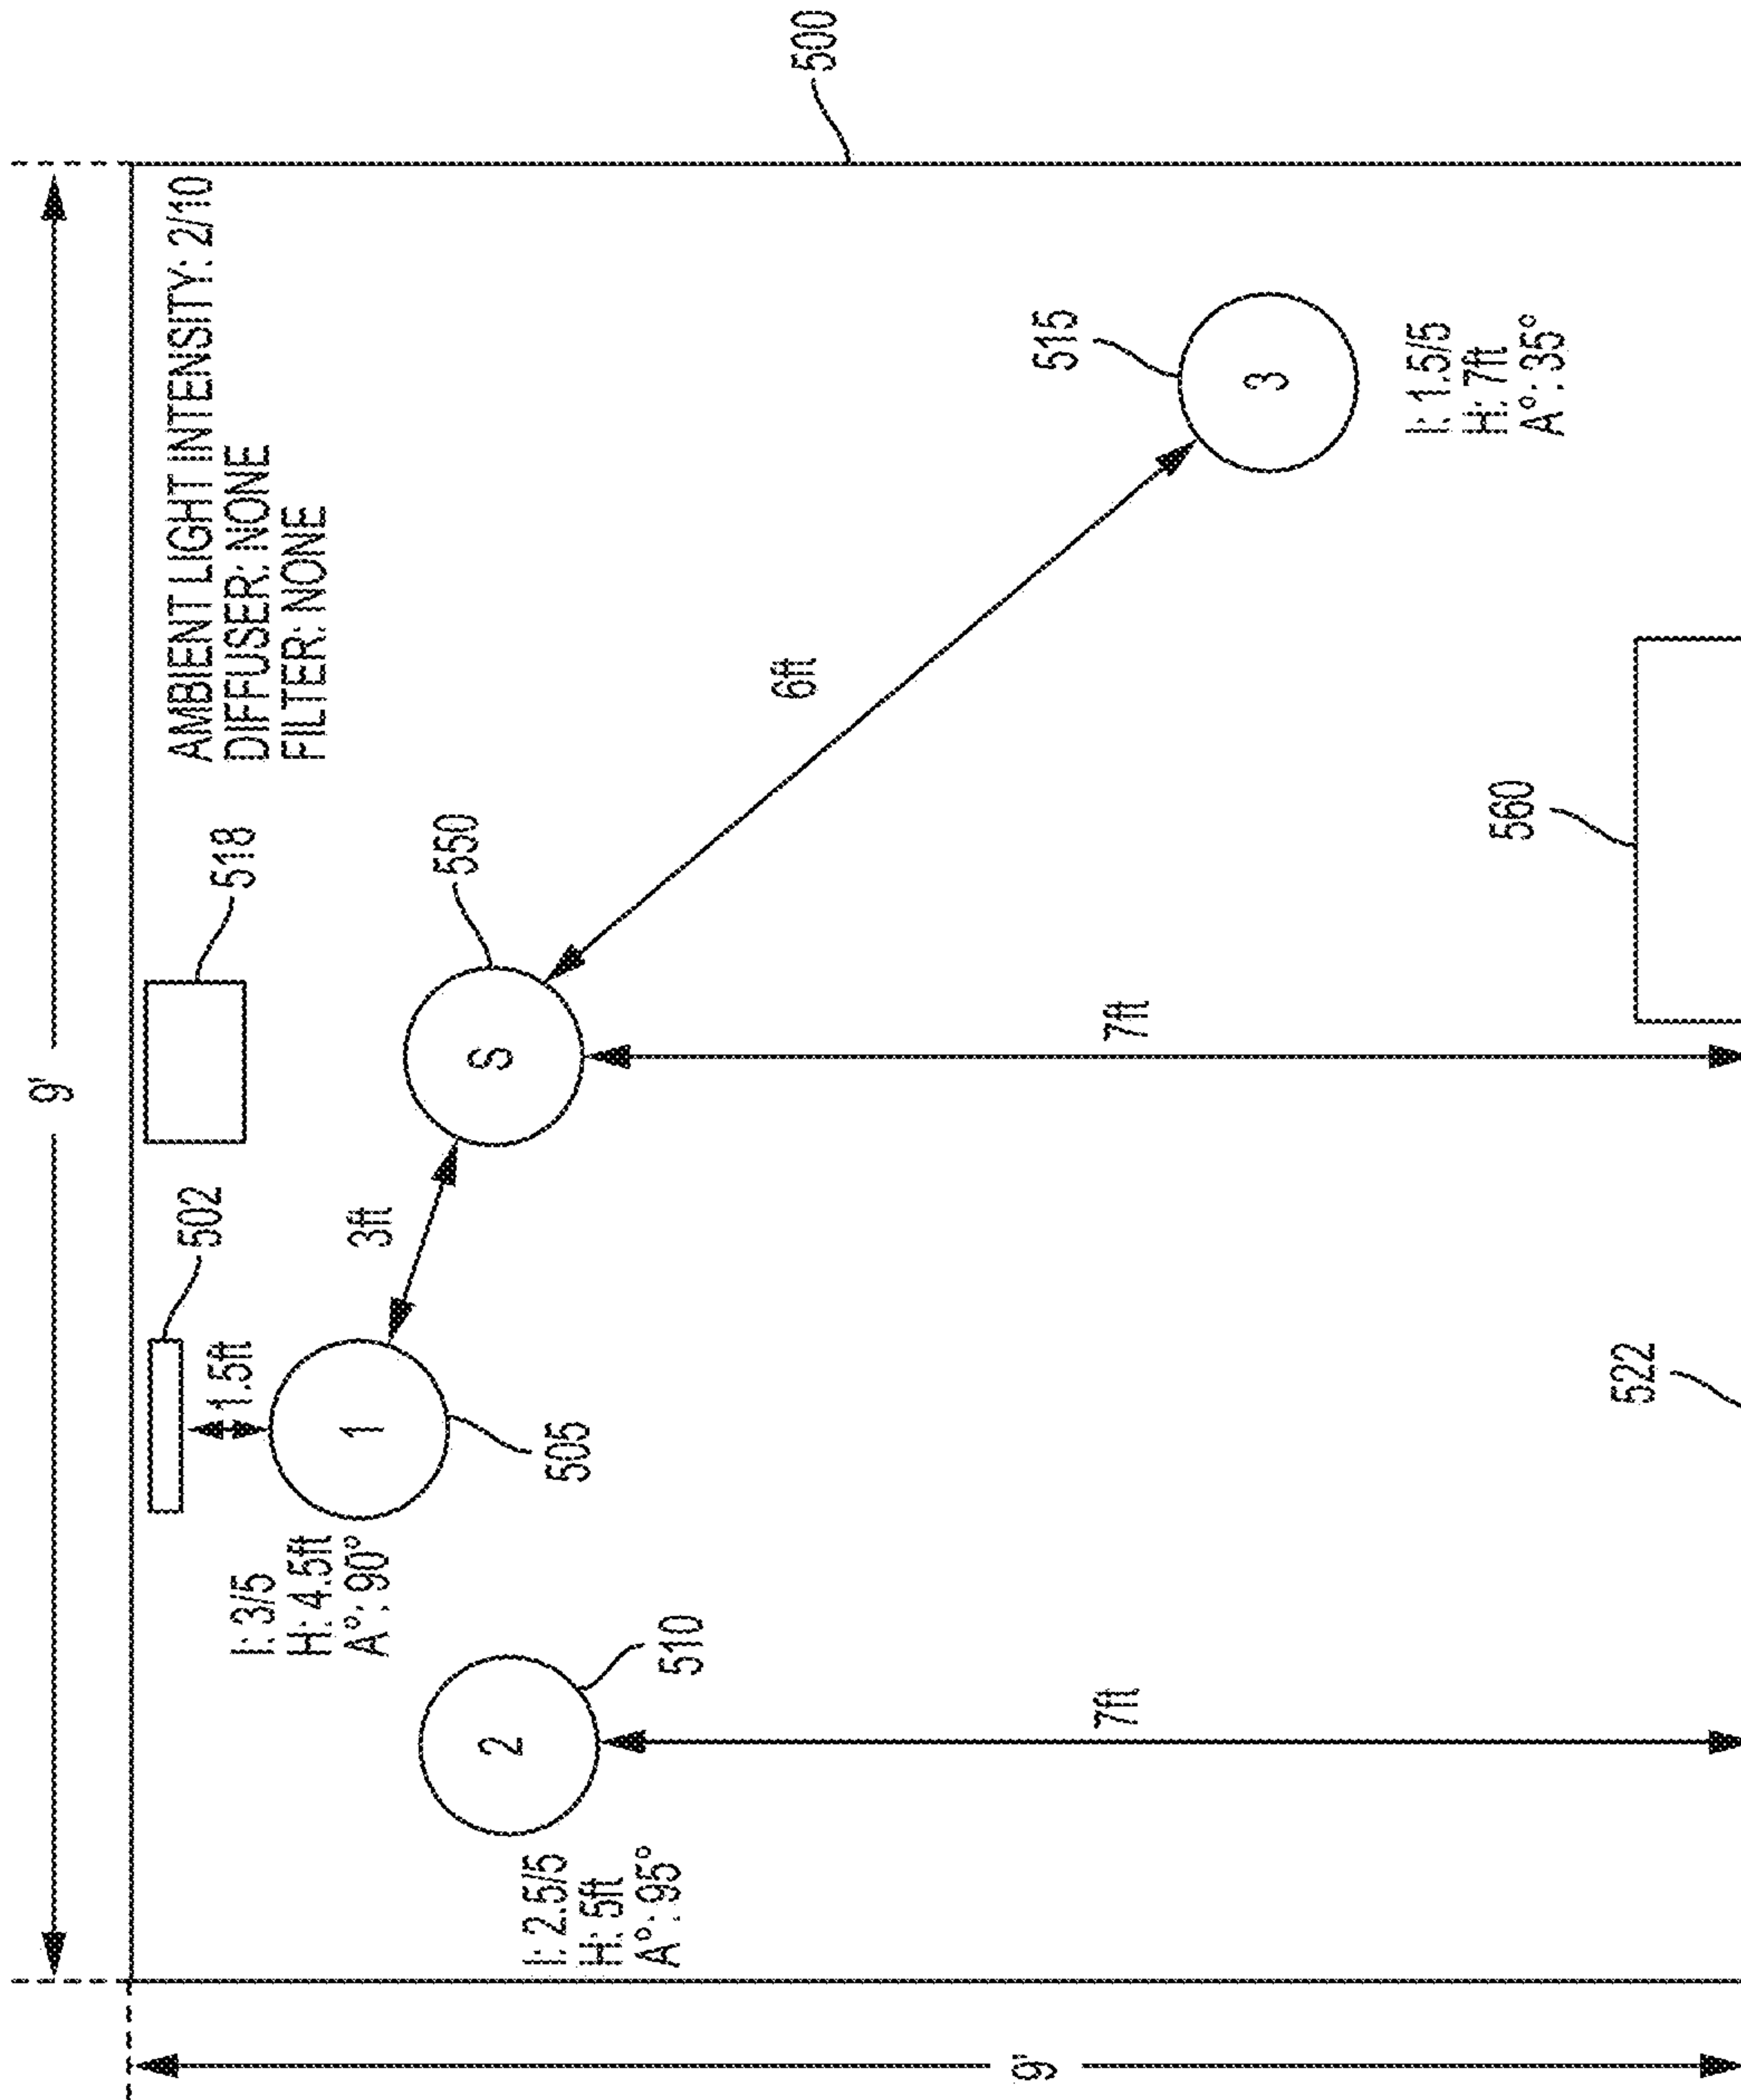 9'
9'
500
AMBIENT LIGHT INTENSITY: 2/10
DIFFUSER: NONE
FILTER: NONE
518
502
1.5ft
1
505
I: 3/5
H: 4.5ft
A°: 90°
3ft
S
550
2
510
I: 2.5/5
H: 5ft
A°: 95°
7ft
7ft
6ft
3
515
I: 1.5/5
H: 7ft
A°: 35°
560
522